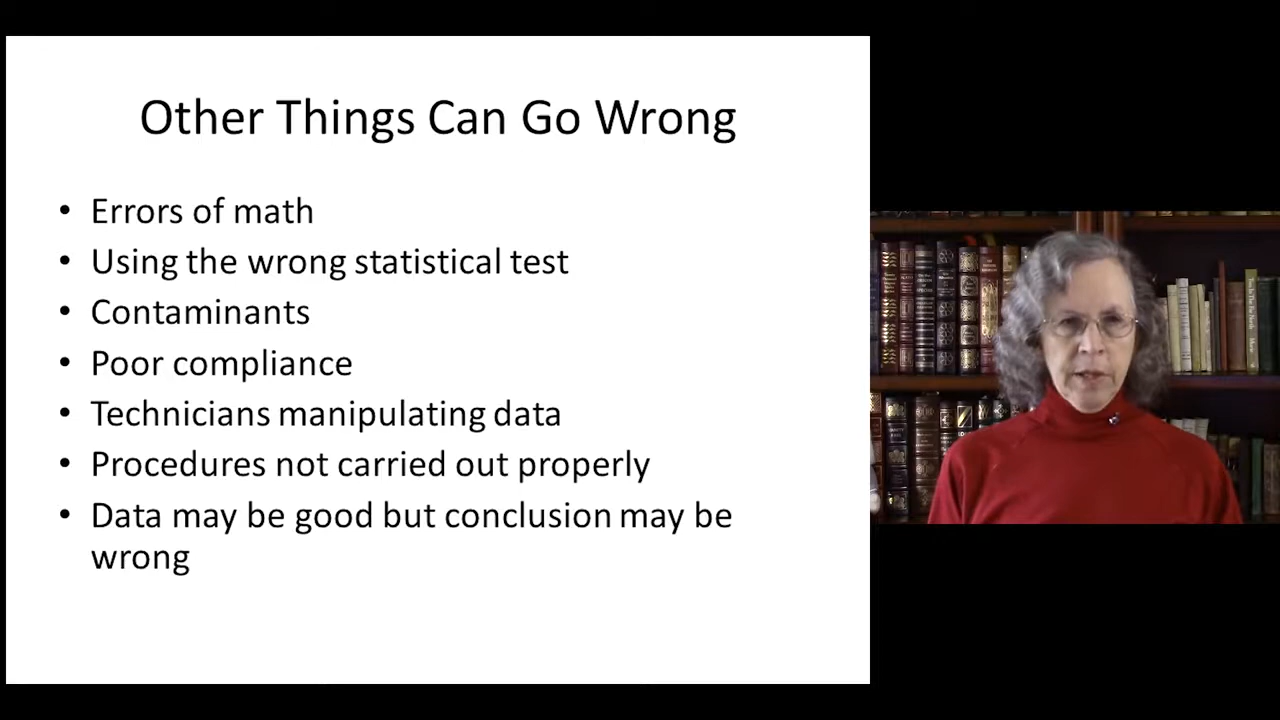 Other Things Can Go Wrong
• Errors of math
• Using the wrong statistical test
• Contaminants
• Poor compliance
• Technicians manipulating data
• Procedures not carried out properly
• Data may be good but conclusion may be
wrong